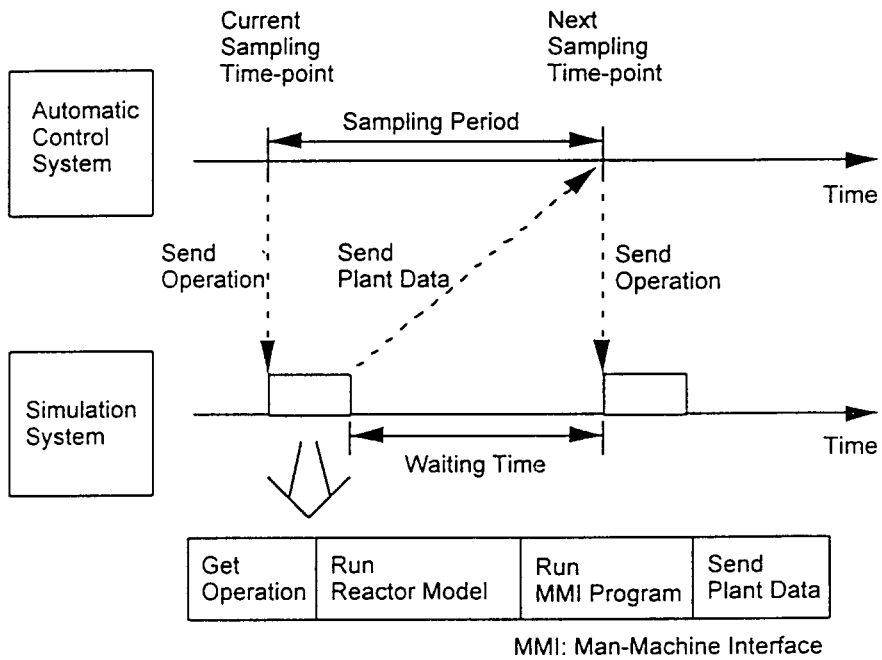 Current
Sampling
Time-point
Next
Sampling
Time-point
Automatic
Control
System
Sampling Period
Time
Send
Operation
Send
Plant Data
Send
Operation
Simulation
System
Waiting Time
Time
Get
Operation
Run
Reactor Model
Run
MMI Program
Send
Plant Data
MMI: Man-Machine Interface